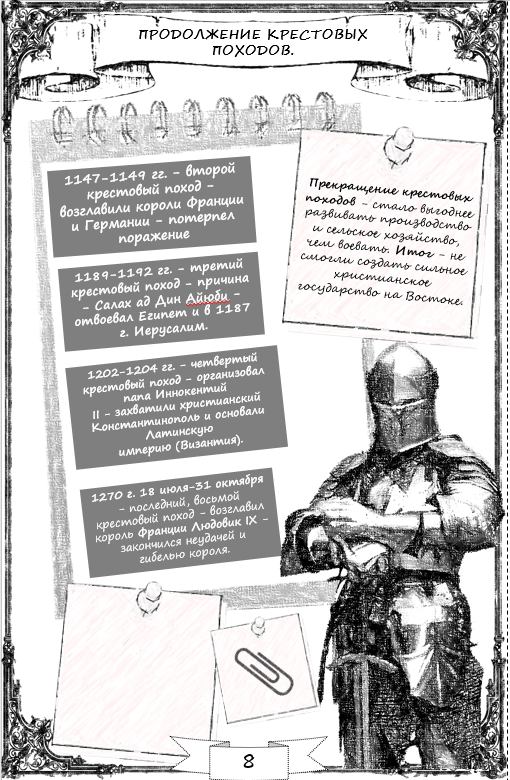 ПРОДОЛЖЕНИЕ КРЕСТОВЫХ
ПОХОДОВ.
1147-1149 гг. – второй
крестовый поход –
возглавили короли Франции
и Германии – потерпел
поражение
1189-1192 гг. – третий
крестовый поход – причина
– Салах ад Дин Айюби –
отвоевал Египет и в 1187
г. Иерусалим.
1202-1204 гг. – четвертый
крестовый поход – организовал
папа Иннокентий
II – захватили христианский
Константинополь и основали
Латинскую
империю (Византия).
1270 г. 18 июля-31 октября
– последний, восьмой
крестовый поход – возглавил
король Франции Людовик IX –
закончился неудачей и
гибелью короля.
Прекращение крестовых
походов – стало выгоднее
развивать производство
и сельское хозяйство,
чем воевать. Итог – не
смогли создать сильное
христианское
государство на Востоке.
8